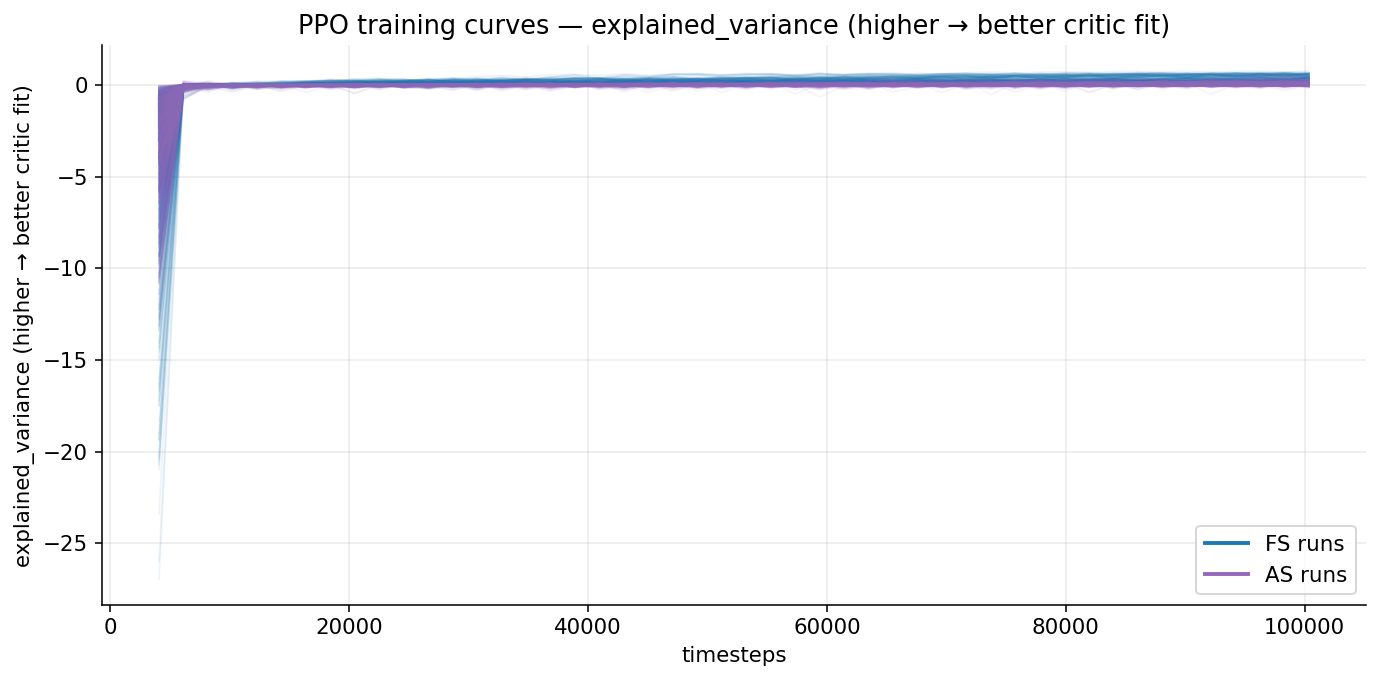 PPO training curves — explained_variance (higher → better critic fit)
explained_variance (higher → better critic fit)
0
−5
−10
−15
−20
−25
FS runs
AS runs
0
20000
40000
60000
80000
100000
timesteps